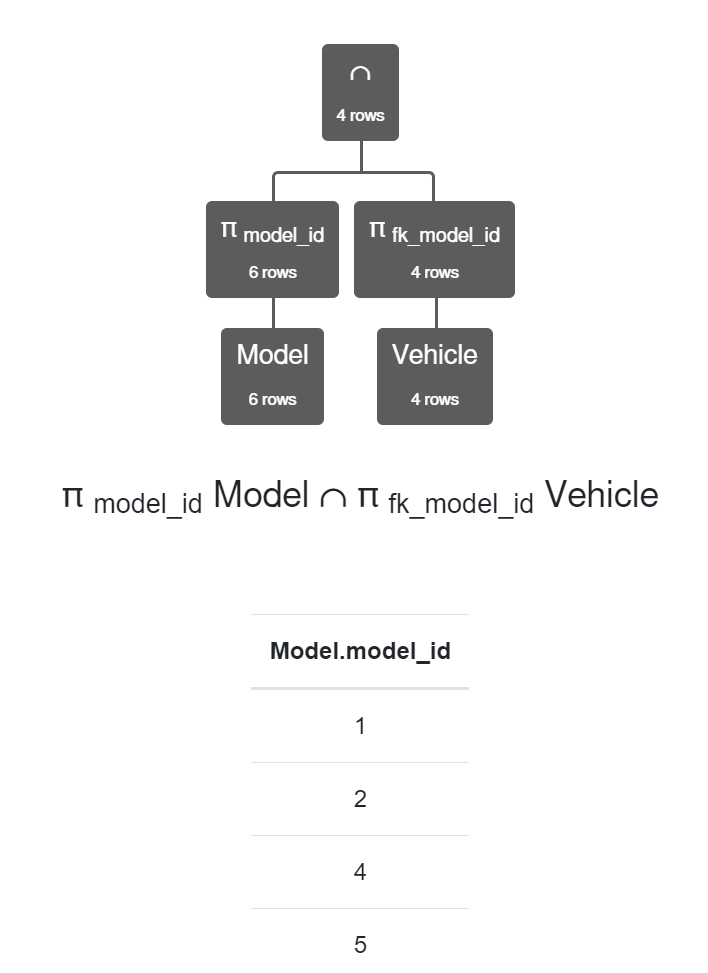 ∩
4 rows
π model_id
6 rows
π fk_model_id
4 rows
Model
6 rows
Vehicle
4 rows
π model_id Model ∩ π fk_model_id Vehicle
Model.model_id
1
2
4
5